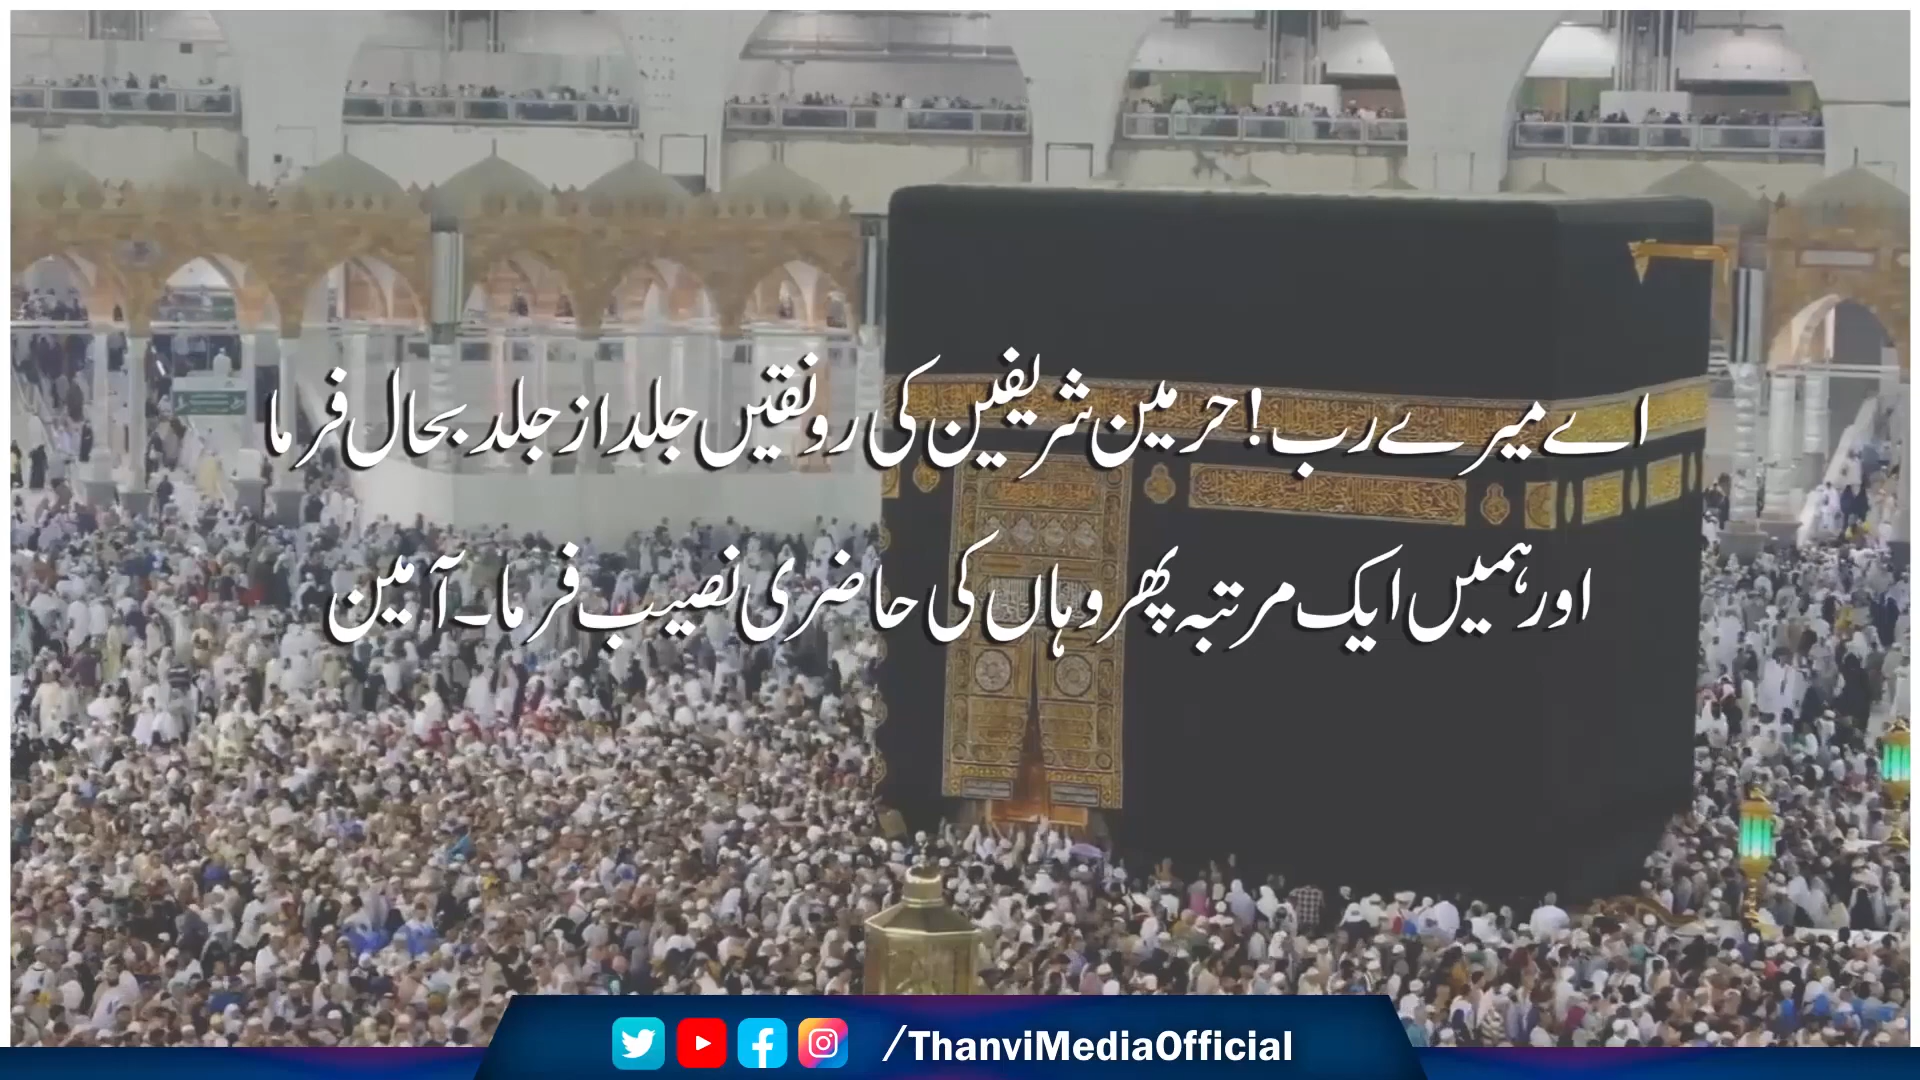 اے میرے رب! حرمین شریفین کی رونقیں جلد از جلد بحال فرما
اور ہمیں ایک مرتبہ پھر وہاں کی حاضری نصیب فرما۔ آمین
/ThanviMediaOfficial